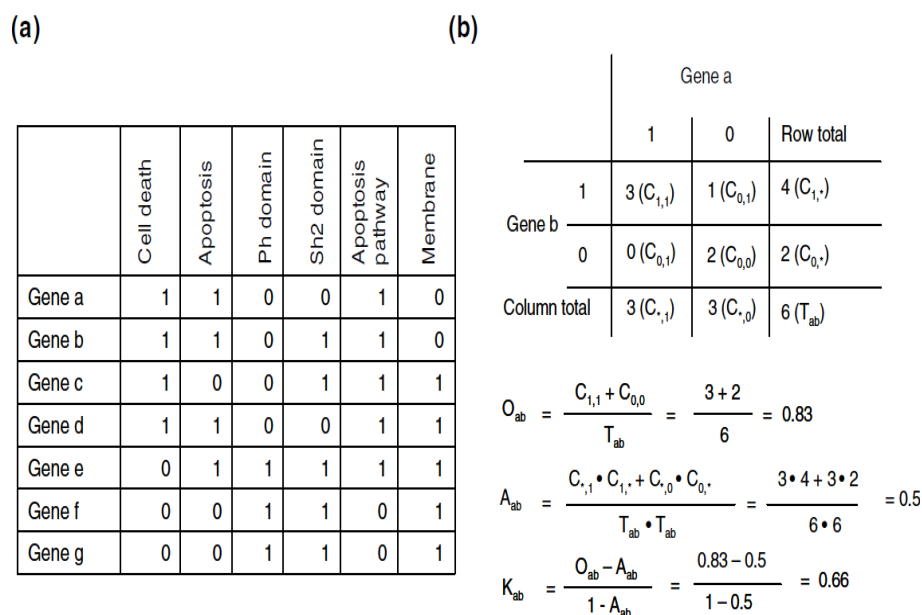 (a)
Cell death Apoptosis Ph domain Sh2 domain Apoptosis pathway Membrane
Gene a 1 1 0 0 1 0
Gene b 1 1 0 1 1 0
Gene c 1 0 0 1 1 1
Gene d 1 1 0 0 1 1
Gene e 0 1 1 1 1 1
Gene f 0 0 1 1 0 1
Gene g 0 0 1 1 0 1
(b)
Gene a
1 0 Row total
1 3 (C1,1) 1 (C0,1) 4 (C1,*)
Gene b
0 0 (C0,1) 2 (C0,0) 2 (C0,*)
Column total 3 (C*,1) 3 (C*,0) 6 (Tab)
Oab = (C1,1 + C0,0) / Tab = (3 + 2) / 6 = 0.83
Aab = (C*,1 • C1,* + C*,0 • C0,*) / (Tab • Tab) = (3 • 4 + 3 • 2) / (6 • 6) = 0.5
Kab = (Oab – Aab) / (1 - Aab) = (0.83 – 0.5) / (1 – 0.5) = 0.66